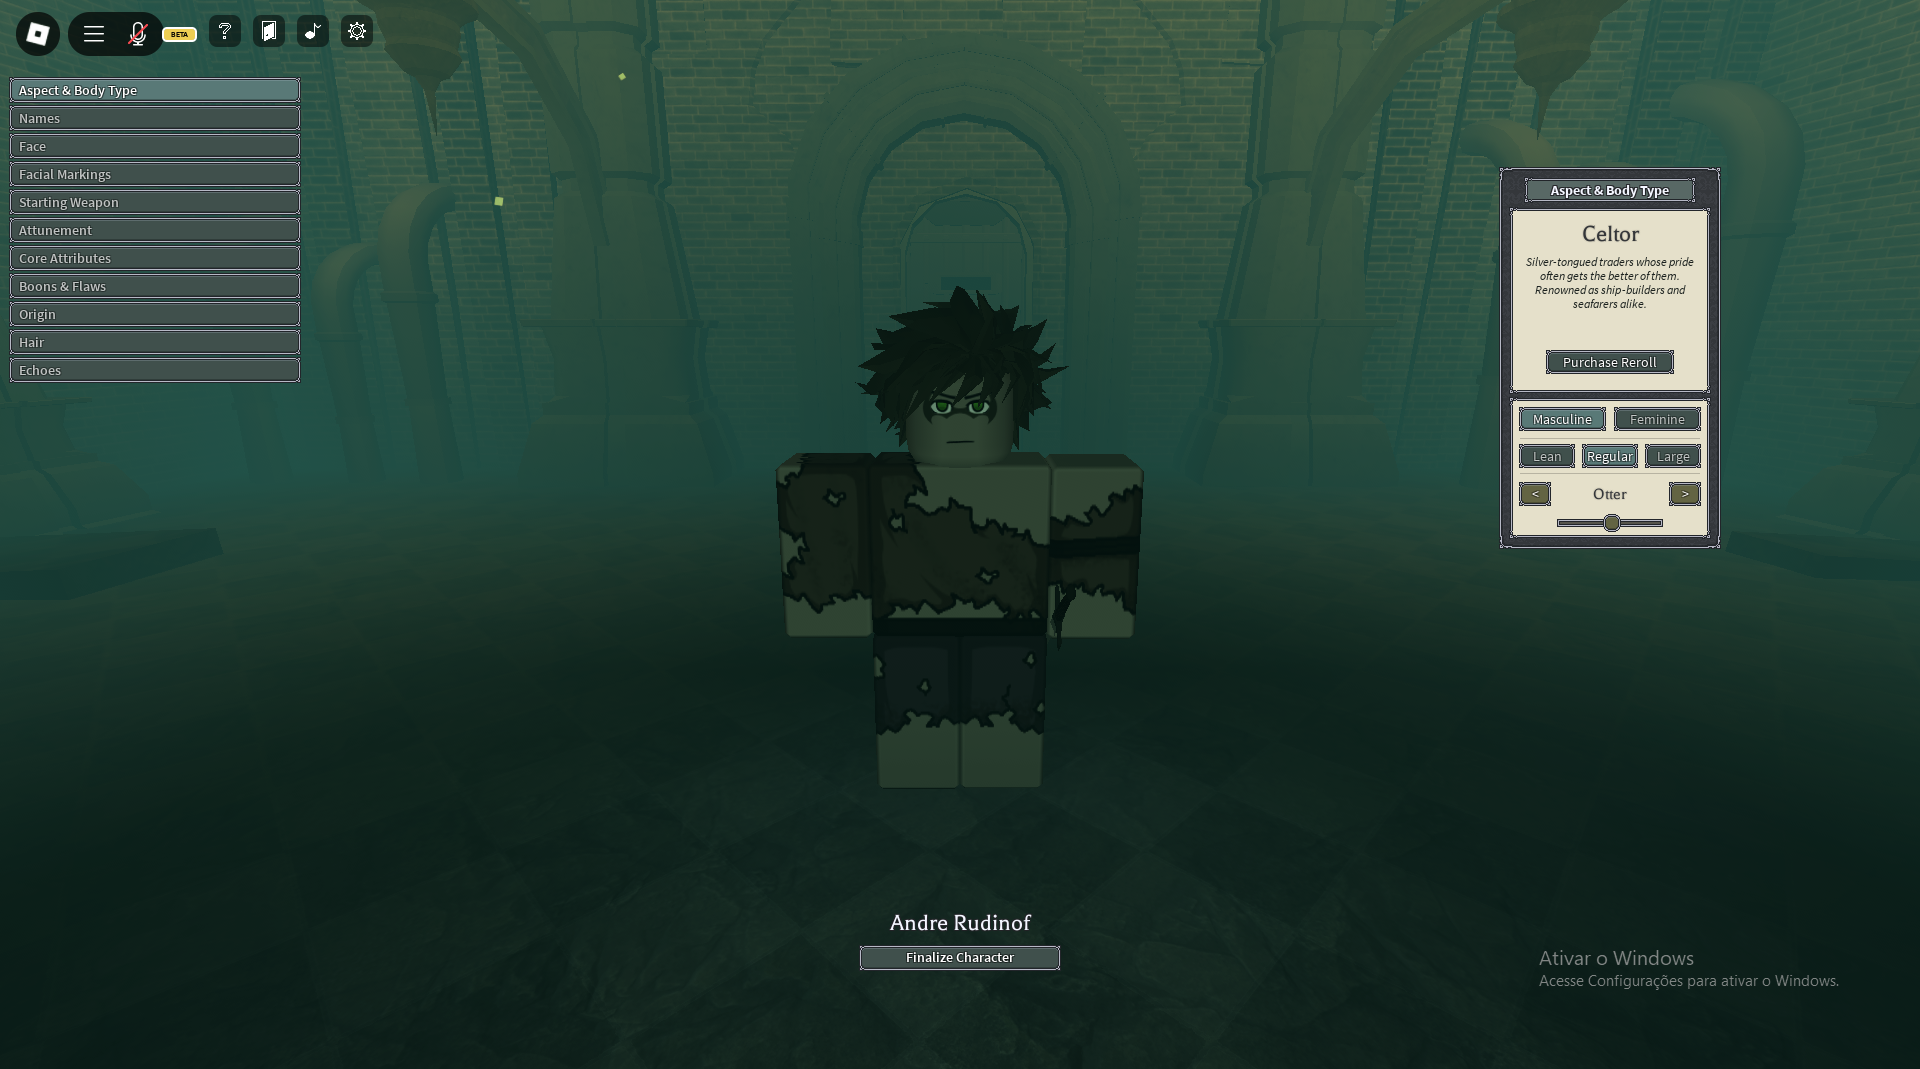 BETA
?
Aspect & Body Type
Names
Face
Facial Markings
Starting Weapon
Attunement
Core Attributes
Boons & Flaws
Origin
Hair
Echoes
Aspect & Body Type
Celtor
Silver-tongued traders whose pride
often gets the better of them.
Renowned as ship-builders and
seafarers alike.
Purchase Reroll
Masculine Feminine
Lean Regular Large
< Otter >
Andre Rudinof
Finalize Character
Ativar o Windows
Acesse Configurações para ativar o Windows.